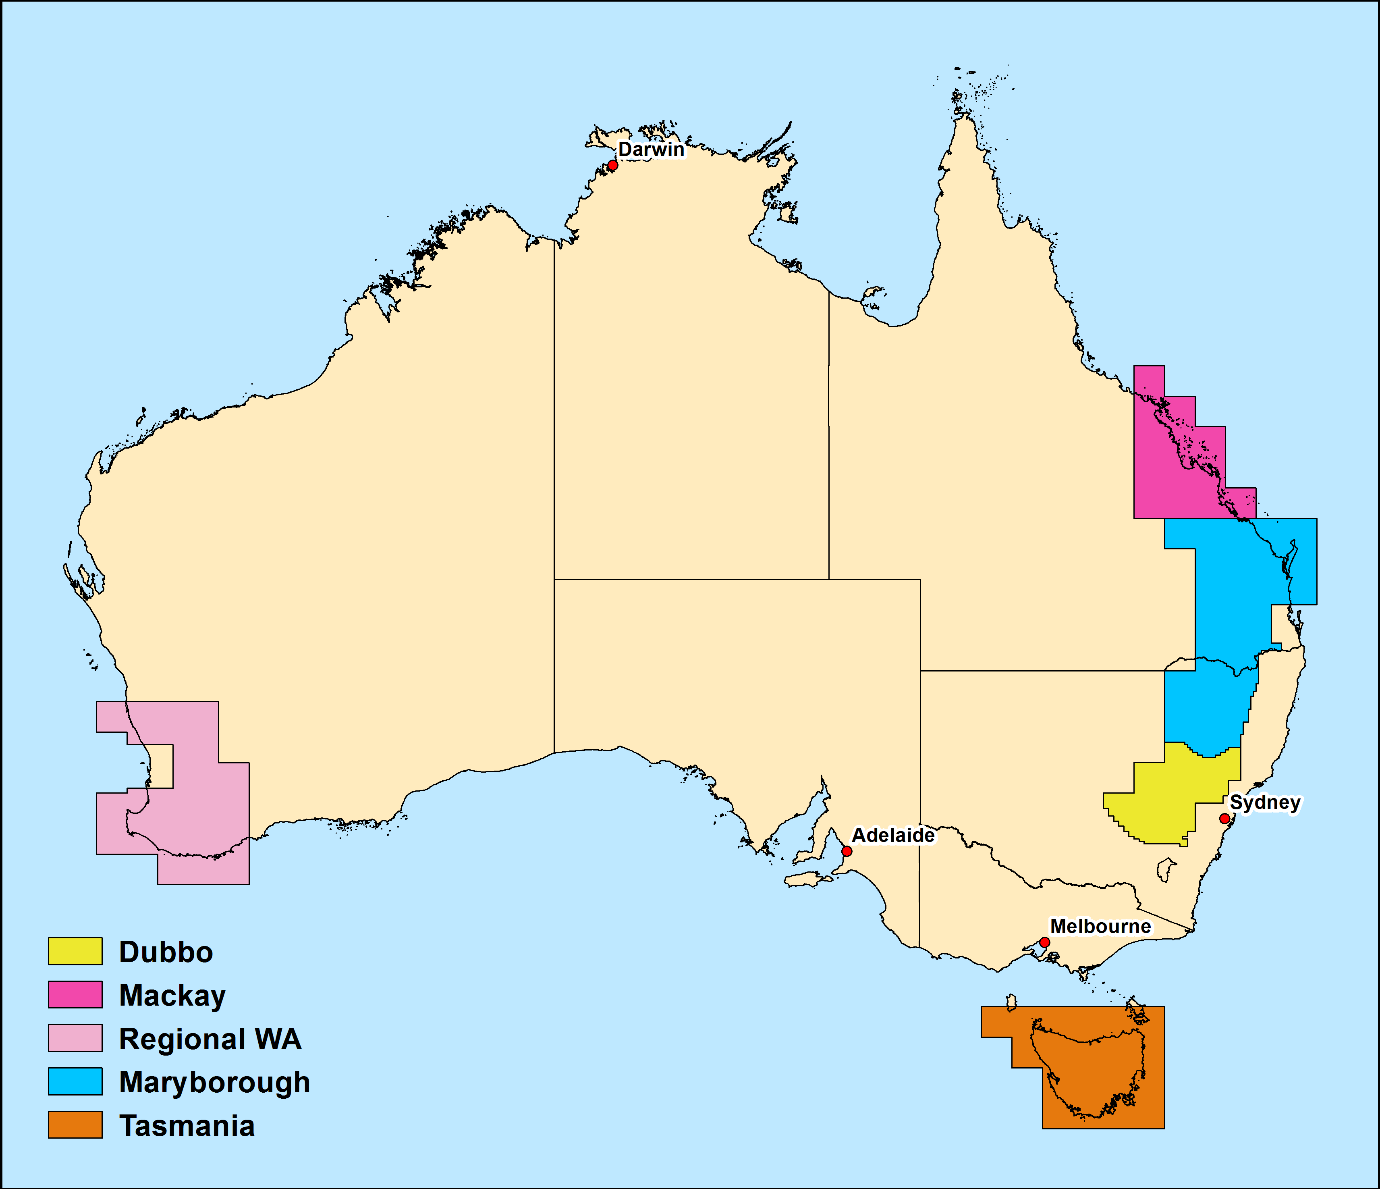 Darwin
Sydney
Adelaide
Melbourne
Dubbo
Mackay
Regional WA
Maryborough
Tasmania